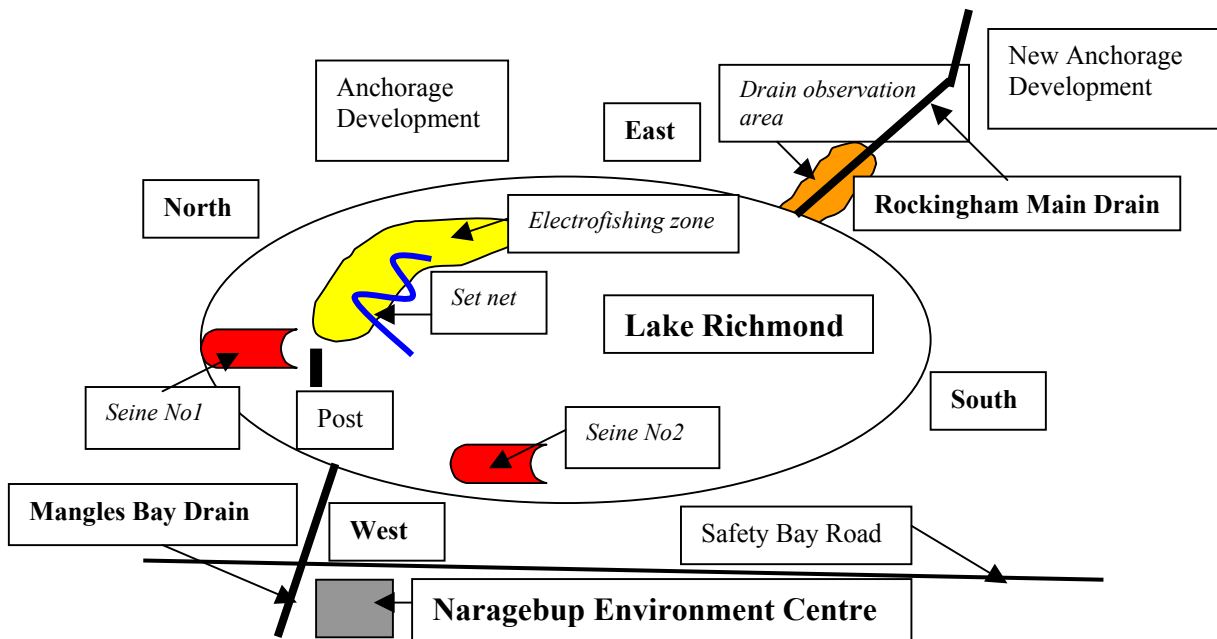 Anchorage
Development
New Anchorage
Development
Drain observation
area
East
North
Rockingham Main Drain
Electrofishing zone
Set net
Lake Richmond
Seine No1
Post
South
Seine No2
Mangles Bay Drain
West
Safety Bay Road
Naragebup Environment Centre